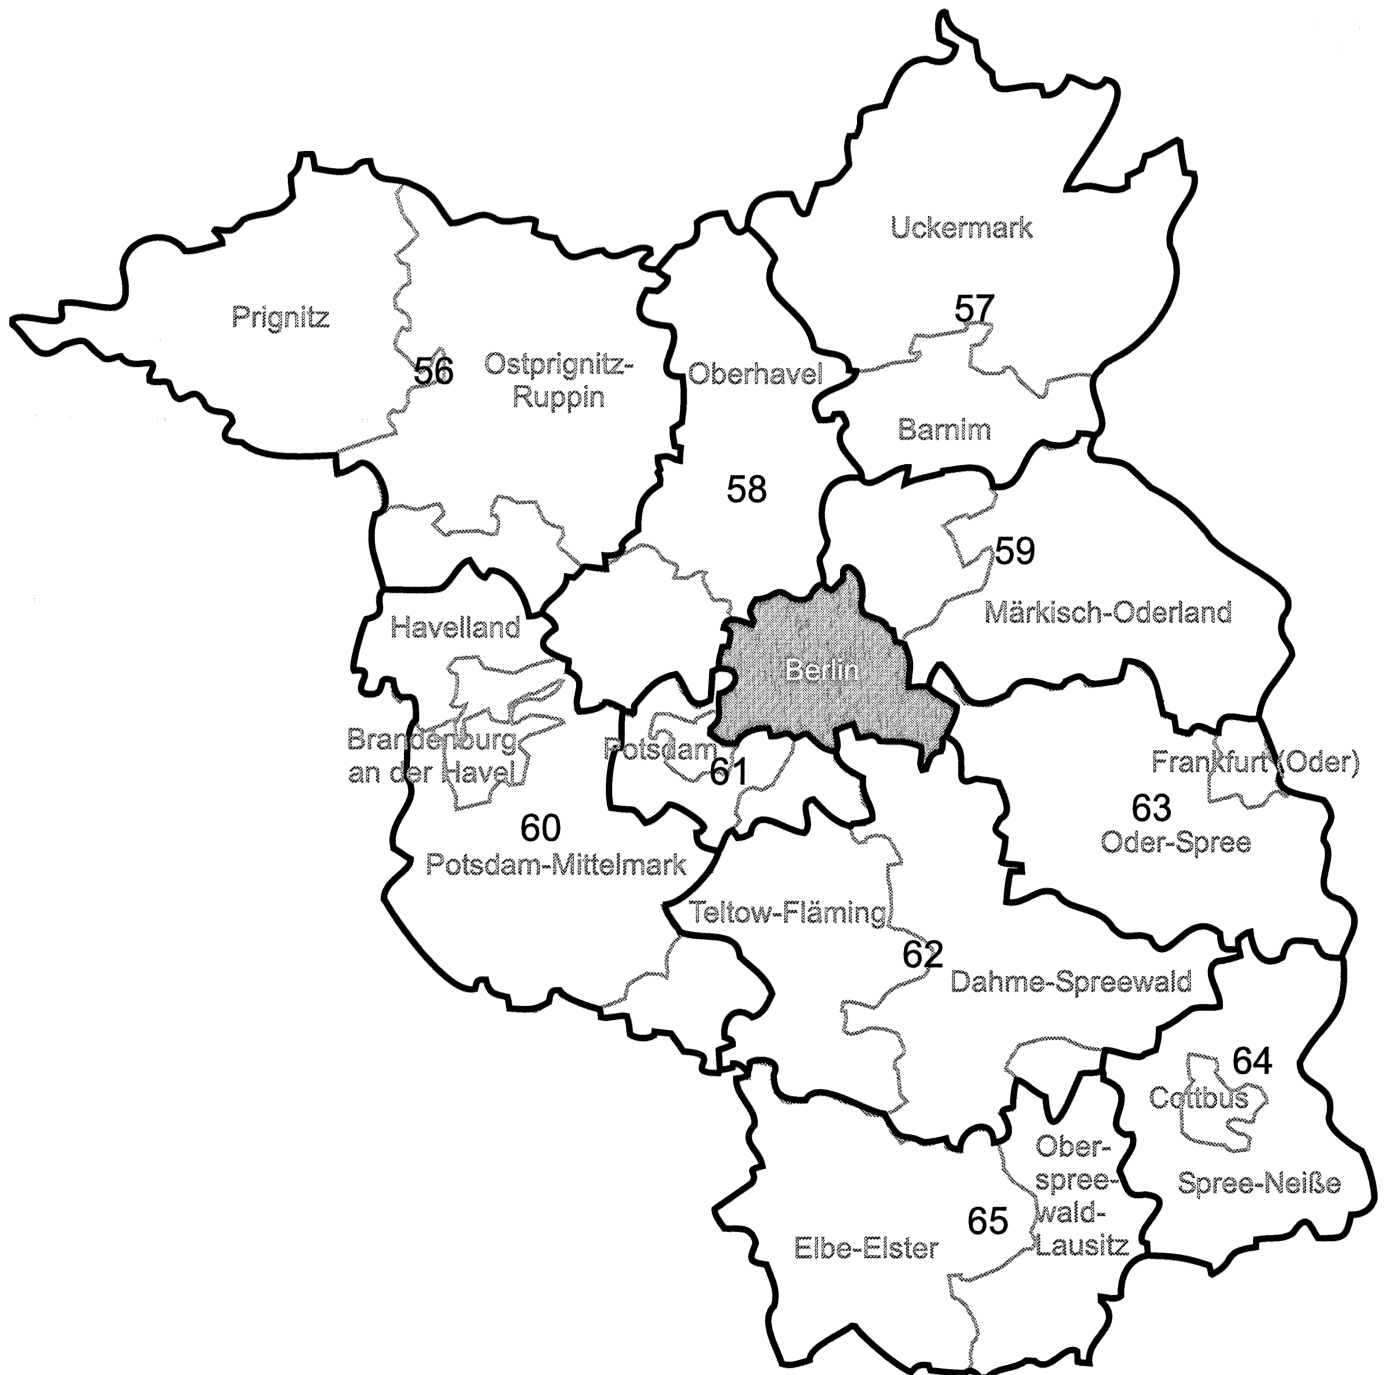 Uckermark
57
Prignitz
56
Ostprignitz-
Ruppin
Oberhavel
Barnim
58
59
Märkisch-Oderland
Havelland
Berlin
Brandenburg
an der Havel
Potsdam
61
Frankfurt (Oder)
63
Oder-Spree
60
Potsdam-Mittelmark
Teltow-Fläming
62
Dahme-Spreewald
64
Cottbus
Ober-
spree-
wald-
Lausitz
Spree-Neiße
65
Elbe-Elster